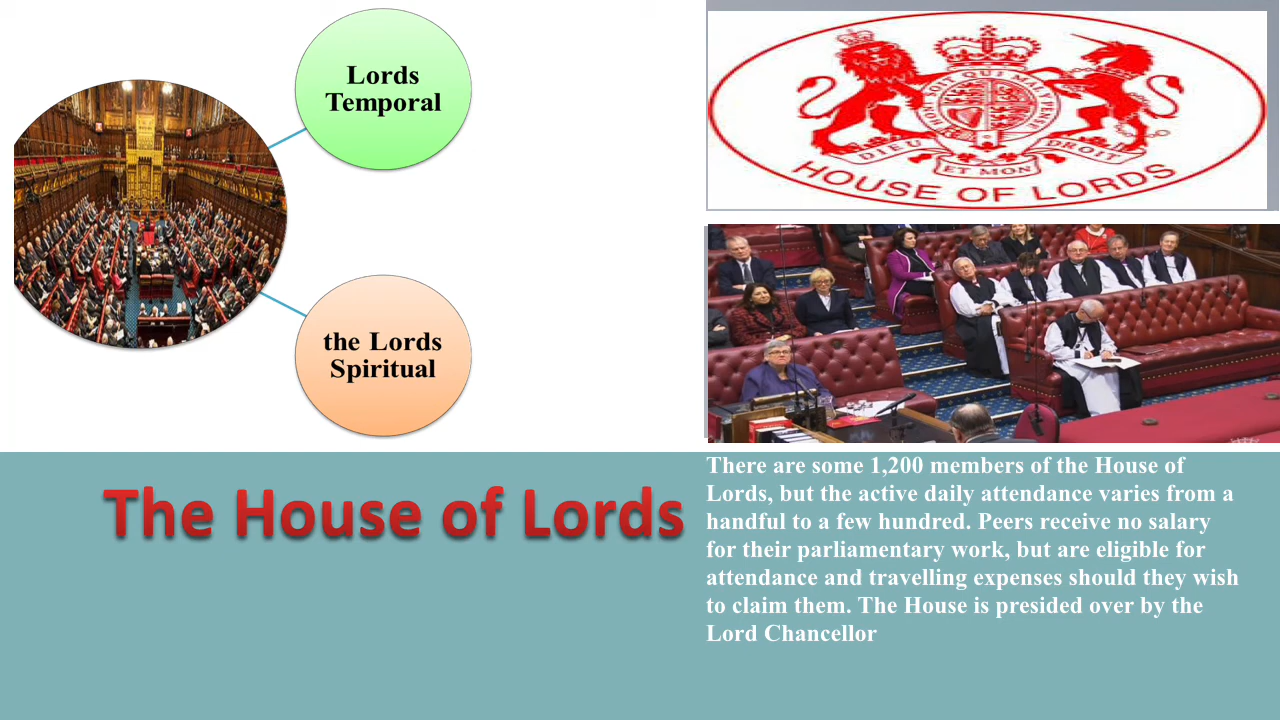 Lords
Temporal
the Lords
Spiritual
HONI SOIT QUI MAL Y PENSE
DIEU ET MON DROIT
HOUSE OF LORDS
The House of Lords
There are some 1,200 members of the House of
Lords, but the active daily attendance varies from a
handful to a few hundred. Peers receive no salary
for their parliamentary work, but are eligible for
attendance and travelling expenses should they wish
to claim them. The House is presided over by the
Lord Chancellor